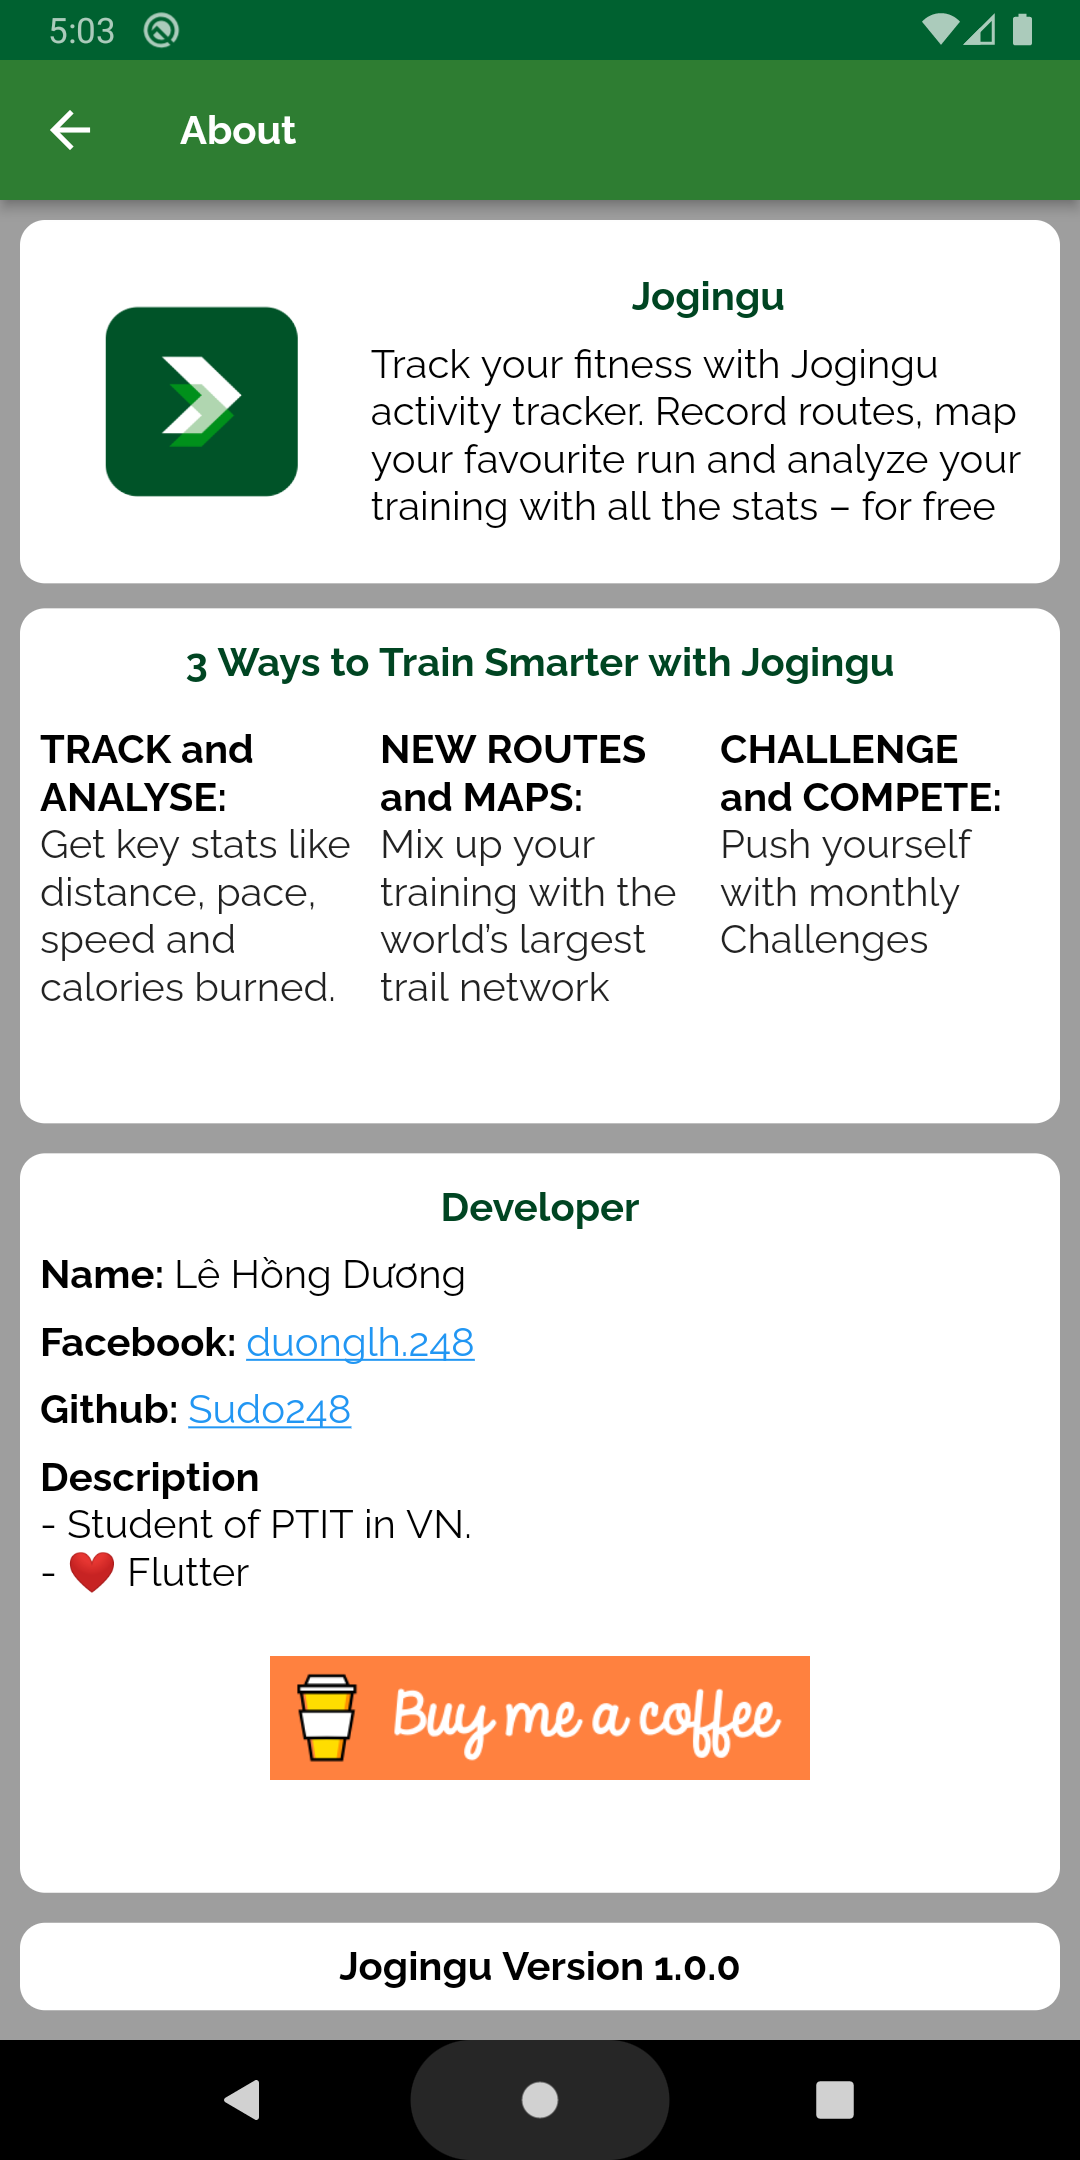 5:03
About
Jogingu
Track your fitness with Jogingu
activity tracker. Record routes, map
your favourite run and analyze your
training with all the stats – for free
3 Ways to Train Smarter with Jogingu
TRACK and
ANALYSE:
Get key stats like
distance, pace,
speed and
calories burned.
NEW ROUTES
and MAPS:
Mix up your
training with the
world’s largest
trail network
CHALLENGE
and COMPETE:
Push yourself
with monthly
Challenges
Developer
Name: Lê Hồng Dương
Facebook: duonglh.248
Github: Sudo248
Description
- Student of PTIT in VN.
- ❤️ Flutter
Buy me a coffee
Jogingu Version 1.0.0